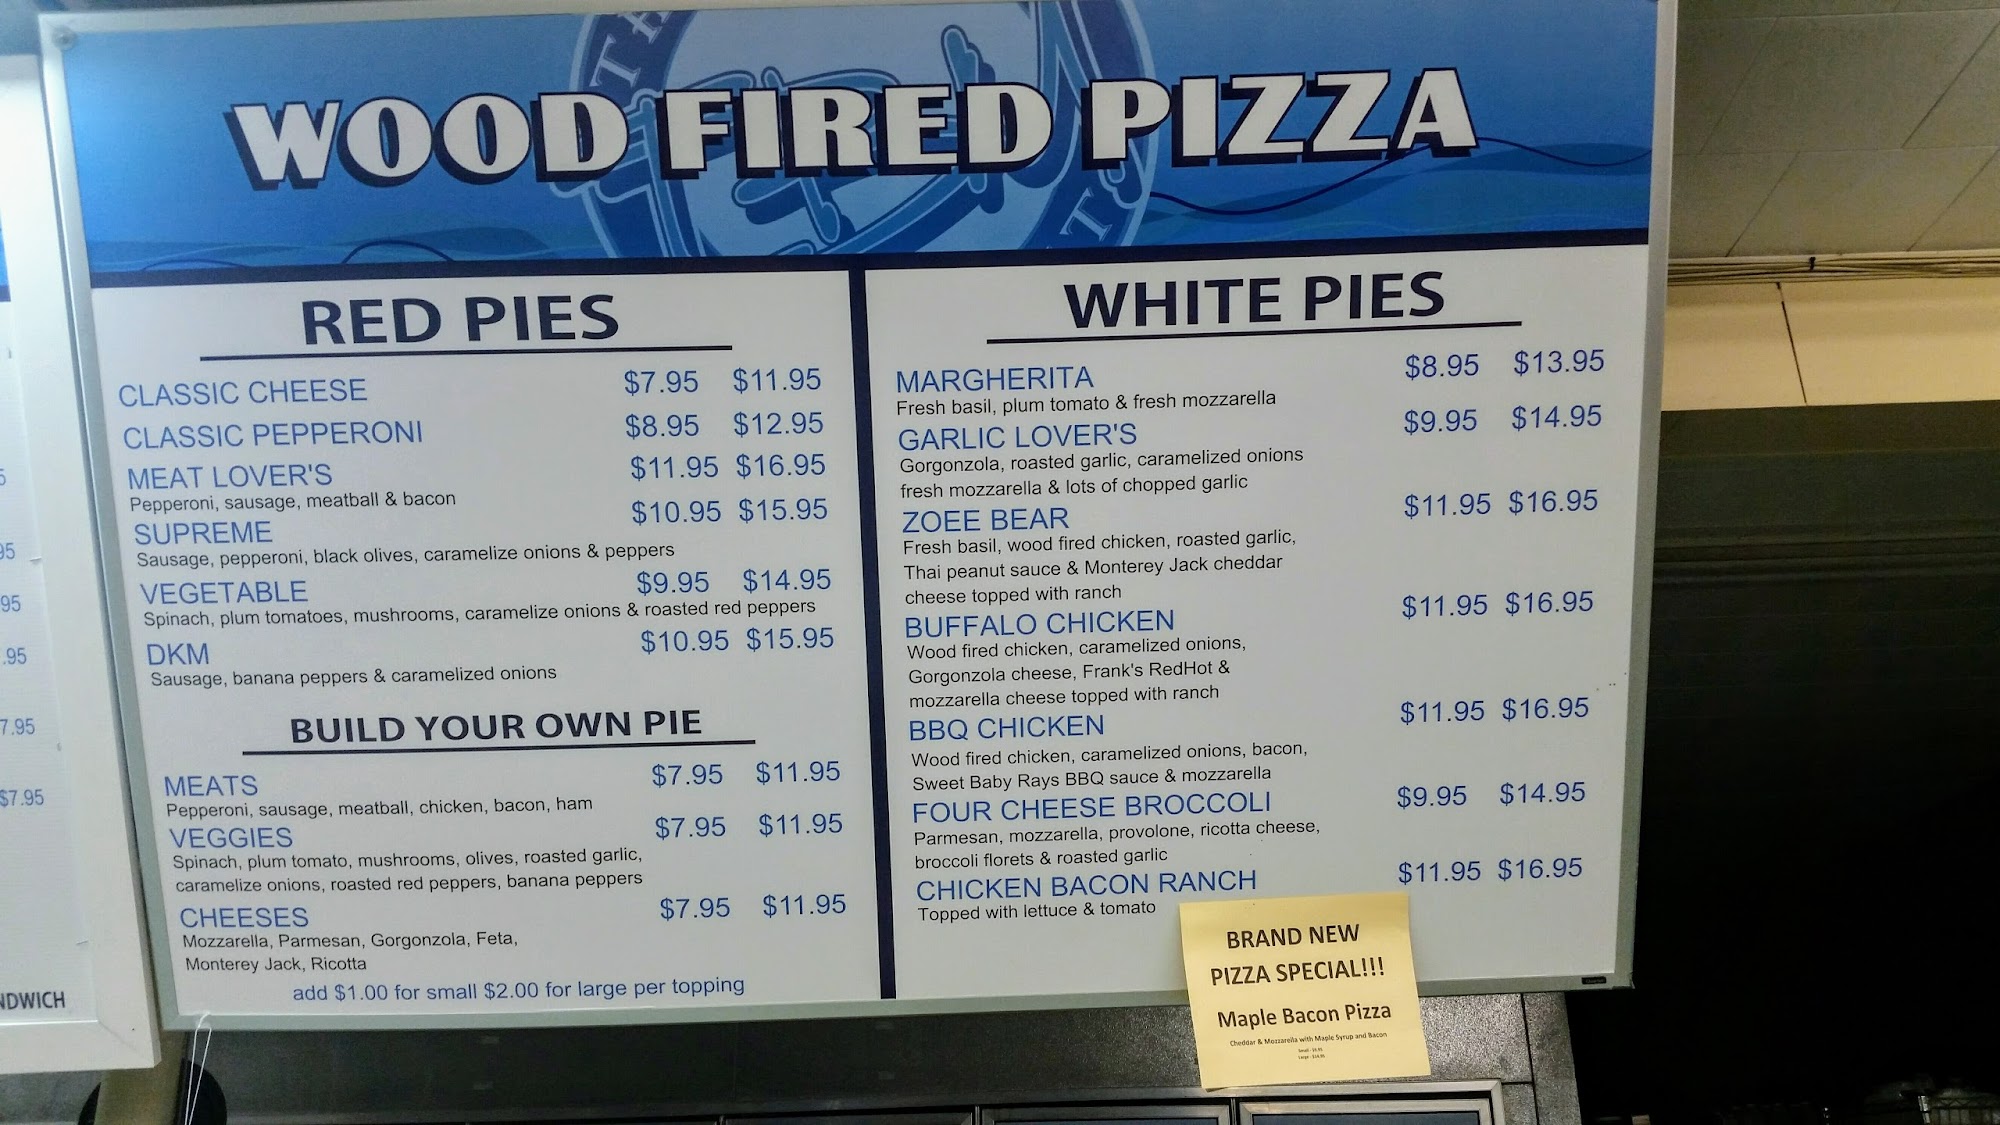 WOOD FIRED PIZZA
RED PIES
CLASSIC CHEESE $7.95 $11.95
CLASSIC PEPPERONI $8.95 $12.95
MEAT LOVER'S $11.95 $16.95
Pepperoni, sausage, meatball & bacon
SUPREME $10.95 $15.95
Sausage, pepperoni, black olives, caramelize onions & peppers
VEGETABLE $9.95 $14.95
Spinach, plum tomatoes, mushrooms, caramelize onions & roasted red peppers
DKM $10.95 $15.95
Sausage, banana peppers & caramelized onions
BUILD YOUR OWN PIE
MEATS $7.95 $11.95
Pepperoni, sausage, meatball, chicken, bacon, ham
VEGGIES $7.95 $11.95
Spinach, plum tomato, mushrooms, olives, roasted garlic,
caramelize onions, roasted red peppers, banana peppers
CHEESES $7.95 $11.95
Mozzarella, Parmesan, Gorgonzola, Feta,
Monterey Jack, Ricotta
add $1.00 for small $2.00 for large per topping
WHITE PIES
MARGHERITA $8.95 $13.95
Fresh basil, plum tomato & fresh mozzarella
GARLIC LOVER'S $9.95 $14.95
Gorgonzola, roasted garlic, caramelized onions
fresh mozzarella & lots of chopped garlic
ZOEE BEAR $11.95 $16.95
Fresh basil, wood fired chicken, roasted garlic,
Thai peanut sauce & Monterey Jack cheddar
cheese topped with ranch
BUFFALO CHICKEN $11.95 $16.95
Wood fired chicken, caramelized onions,
Gorgonzola cheese, Frank's RedHot &
mozzarella cheese topped with ranch
BBQ CHICKEN $11.95 $16.95
Wood fired chicken, caramelized onions, bacon,
Sweet Baby Rays BBQ sauce & mozzarella
FOUR CHEESE BROCCOLI $9.95 $14.95
Parmesan, mozzarella, provolone, ricotta cheese,
broccoli florets & roasted garlic
CHICKEN BACON RANCH $11.95 $16.95
Topped with lettuce & tomato
BRAND NEW
PIZZA SPECIAL!!!
Maple Bacon Pizza
Cheddar & Mozzarella with Maple Syrup and Bacon
7.95
$7.95